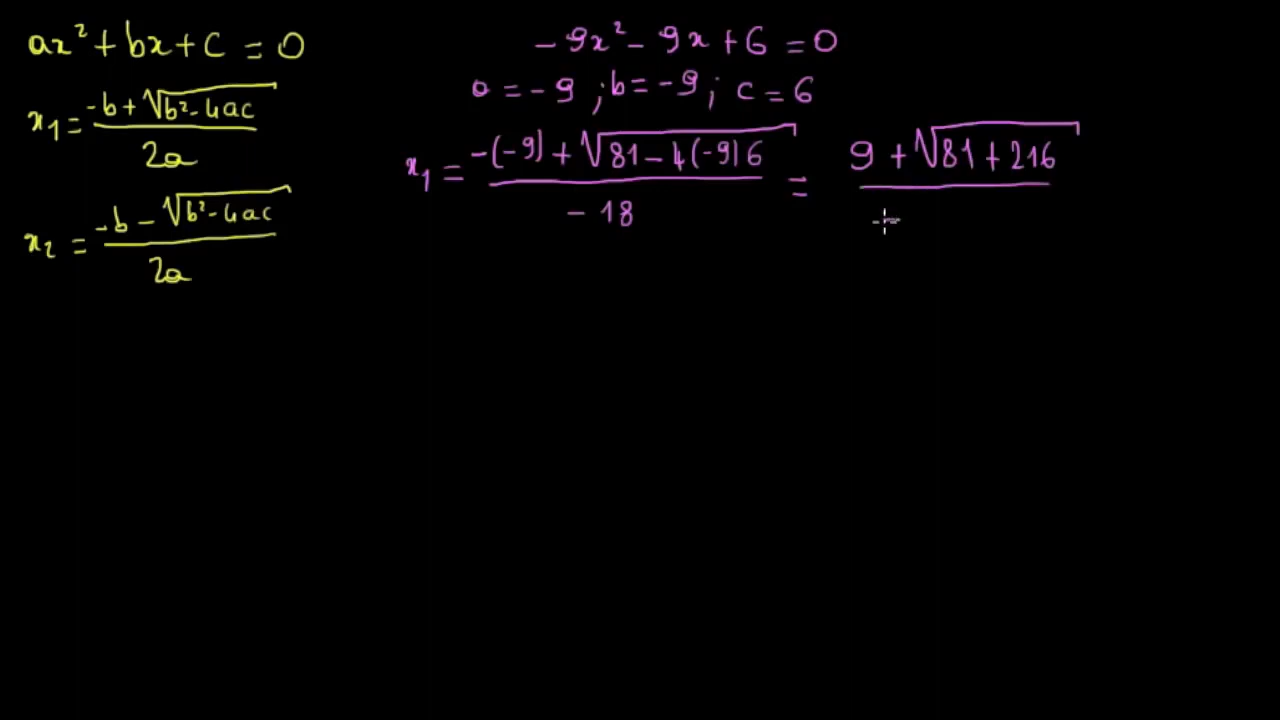 ax² + bx + c = 0
x₁ = (-b + √(b² - 4ac)) / 2a
x₂ = (-b - √(b² - 4ac)) / 2a
-9x² - 9x + 6 = 0
a = -9 ; b = -9 ; c = 6
x₁ = (-(-9) + √(81 - 4(-9)6)) / -18 = (9 + √(81 + 216)) /